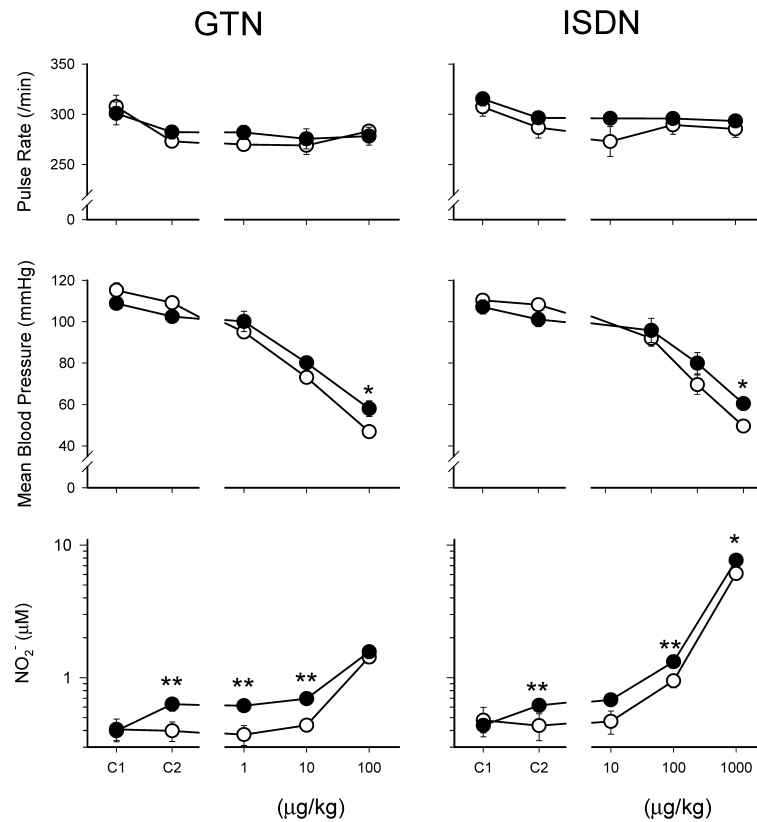 GTN ISDN
Pulse Rate (/min)
350
300
250
0
Mean Blood Pressure (mmHg)
120
100
80
60
40
0
*
*
NO₂⁻ (μM)
10
1
**
**
**
**
**
*
C1 C2 1 10 100
C1 C2 10 100 1000
(μg/kg) (μg/kg)